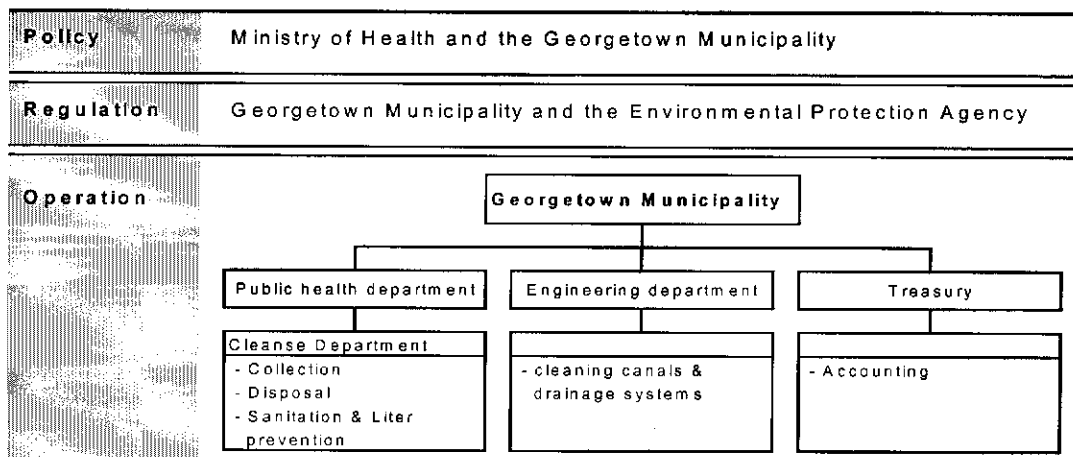 Policy Ministry of Health and the Georgetown Municipality
Regulation Georgetown Municipality and the Environmental Protection Agency
Operation
Georgetown Municipality
Public health department
Engineering department
Treasury
Cleanse Department
- Collection
- Disposal
- Sanitation & Liter
prevention
- cleaning canals &
drainage systems
- Accounting